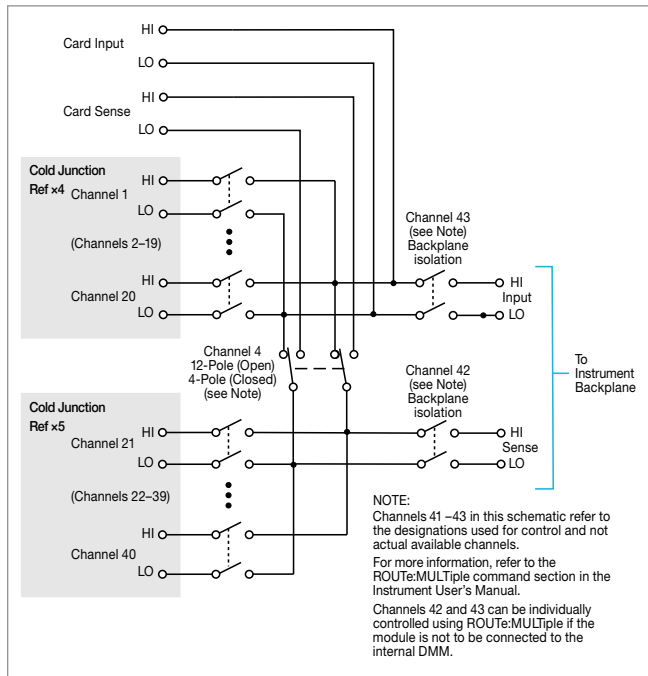 HI
Card Input
LO
HI
Card Sense
LO
Cold Junction
Ref ×4
Channel 1
HI
LO
(Channels 2–19)
HI
Channel 20
LO
Channel 43
(see Note)
Backplane
isolation
HI
Input
LO
Channel 4
12-Pole (Open)
4-Pole (Closed)
(see Note)
Channel 42
(see Note)
Backplane
isolation
To
Instrument
Backplane
Cold Junction
Ref ×5
HI
Channel 21
LO
HI
Sense
LO
(Channels 22–39)
HI
Channel 40
LO
NOTE:
Channels 41 –43 in this schematic refer to
the designations used for control and not
actual available channels.
For more information, refer to the
ROUTe:MULTiple command section in the
Instrument User's Manual.
Channels 42 and 43 can be individually
controlled using ROUTe:MULTiple if the
module is not to be connected to the
internal DMM.